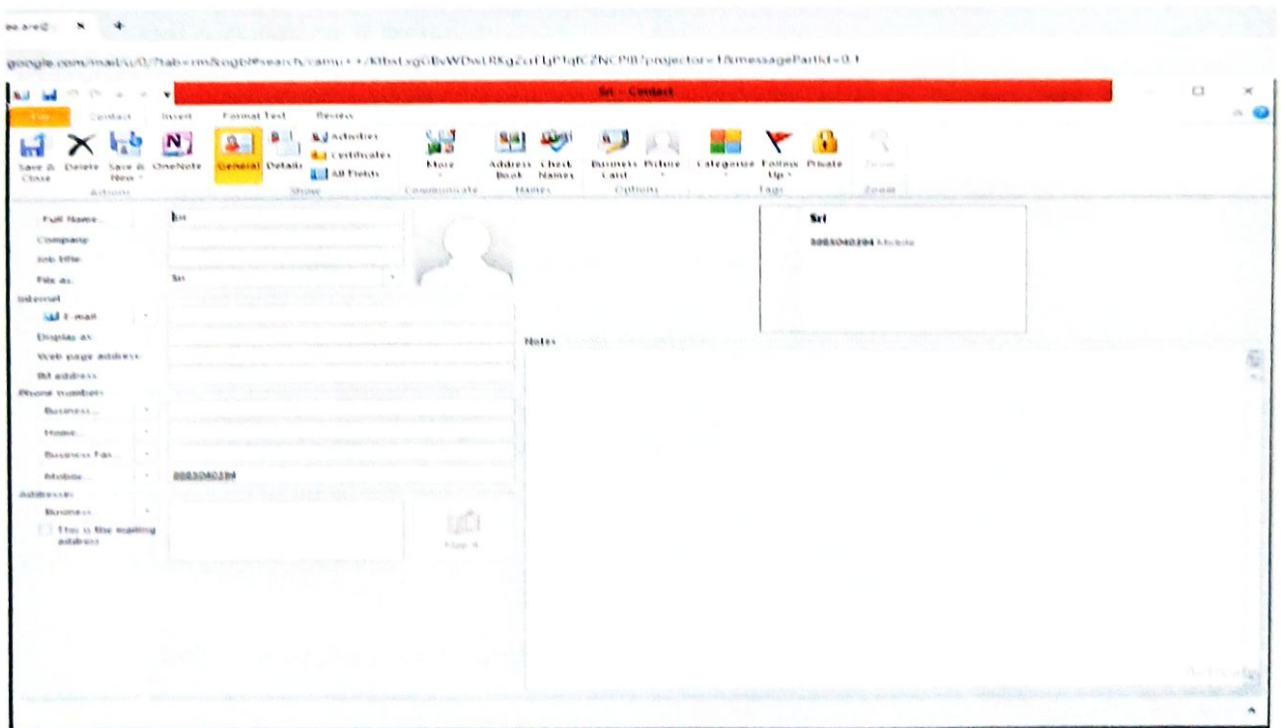 Sri - Contact
File Contact Insert Format Text Review
Save & Close
Delete
Save & New
OneNote
General
Details
Activities
Certificates
All Fields
More
Address Book
Check Names
Business Card
Picture
Categorize
Follow Up
Private
Zoom
Actions
Show
Communicate
Names
Options
Tags
Zoom
Full Name...
Sri
Company
Job title
File as
Sri
Internet
E-mail
Display as
Web page address
IM address
Phone numbers
Business...
Home...
Business Fax...
Mobile...
Addresses
Business...
This is the mailing address
Sri
Mobile
Notes